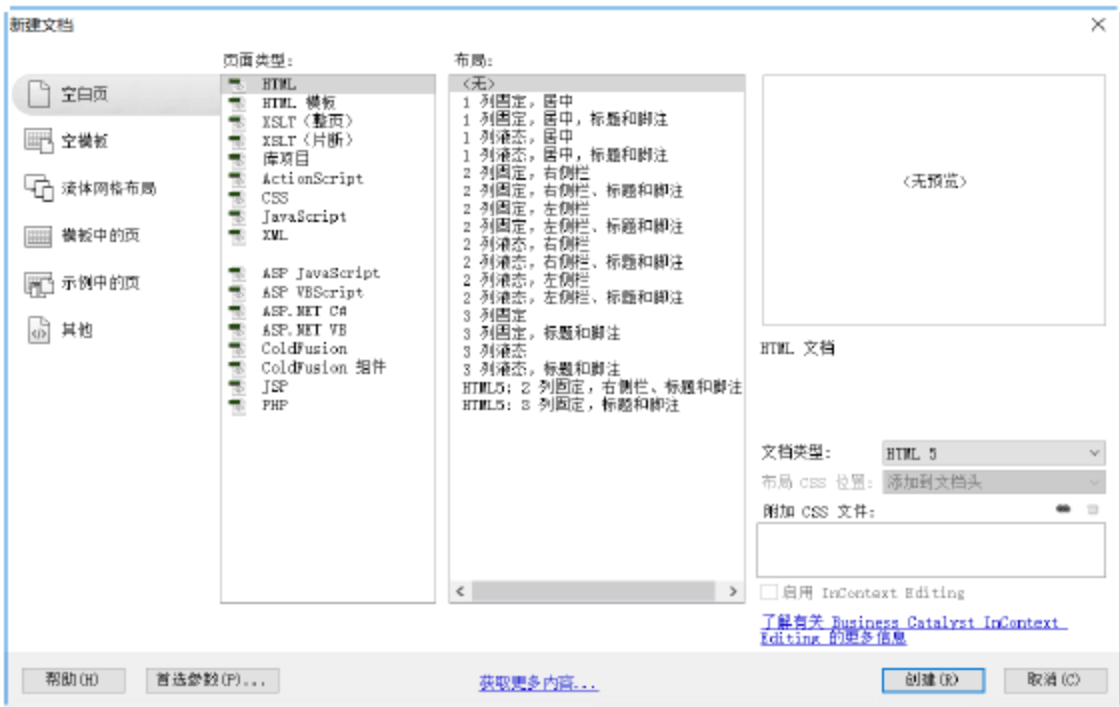 新建文档
空白页
空模板
流体网格布局
模板中的页
示例中的页
其他
页面类型:
HTML
HTML 模板
XSLT（整页）
XSLT（片断）
库项目
ActionScript
CSS
JavaScript
XML
ASP JavaScript
ASP VBScript
ASP.NET C#
ASP.NET VB
ColdFusion
ColdFusion 组件
JSP
PHP
布局:
<无>
1 列固定，居中
1 列固定，居中，标题和脚注
1 列液态，居中
1 列液态，居中，标题和脚注
2 列固定，右侧栏
2 列固定，右侧栏、标题和脚注
2 列固定，左侧栏
2 列固定，左侧栏、标题和脚注
2 列液态，右侧栏
2 列液态，右侧栏、标题和脚注
2 列液态，左侧栏
2 列液态，左侧栏、标题和脚注
3 列固定
3 列固定，标题和脚注
3 列液态
3 列液态，标题和脚注
HTML5: 2 列固定，右侧栏、标题和脚注
HTML5: 3 列固定，标题和脚注
<无预览>
HTML 文档
文档类型: HTML 5
布局 CSS 位置: 添加到文档头
附加 CSS 文件:
启用 InContext Editing
了解有关 Business Catalyst InContext
Editing 的更多信息
帮助(H) 首选参数(P)... 获取更多内容... 创建(R) 取消(C)